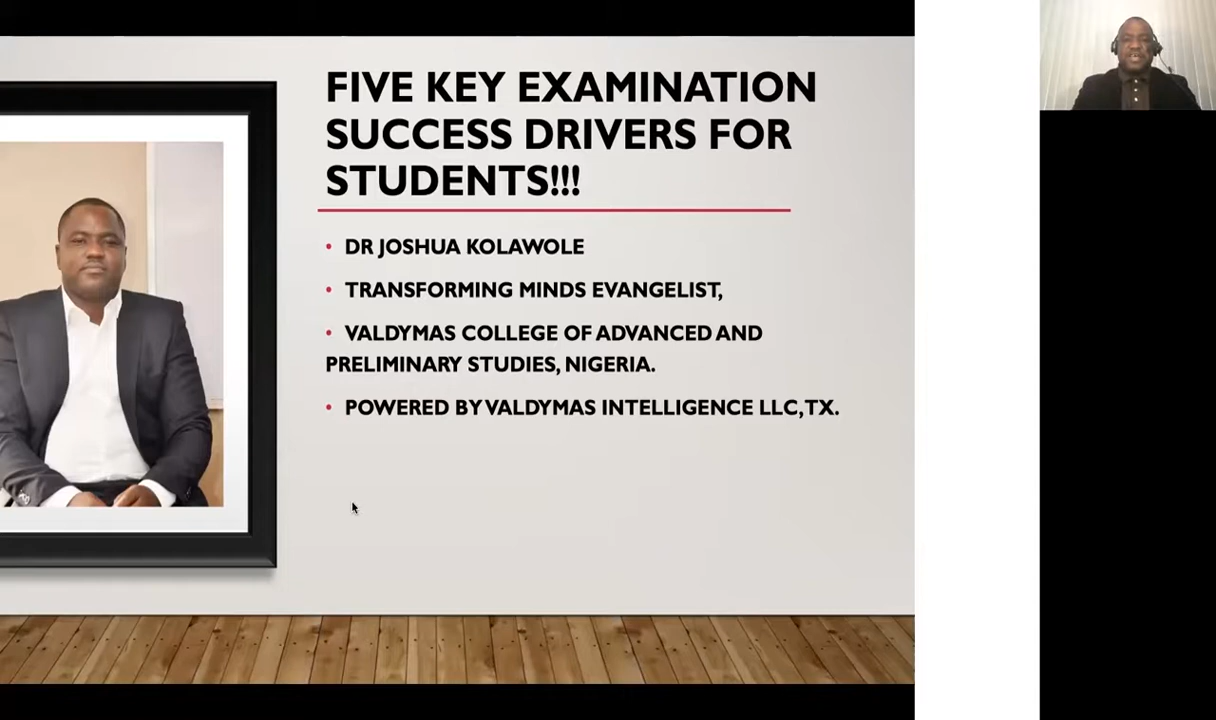 FIVE KEY EXAMINATION
SUCCESS DRIVERS FOR
STUDENTS!!!
• DR JOSHUA KOLAWOLE
• TRANSFORMING MINDS EVANGELIST,
• VALDYMAS COLLEGE OF ADVANCED AND
PRELIMINARY STUDIES, NIGERIA.
• POWERED BY VALDYMAS INTELLIGENCE LLC, TX.